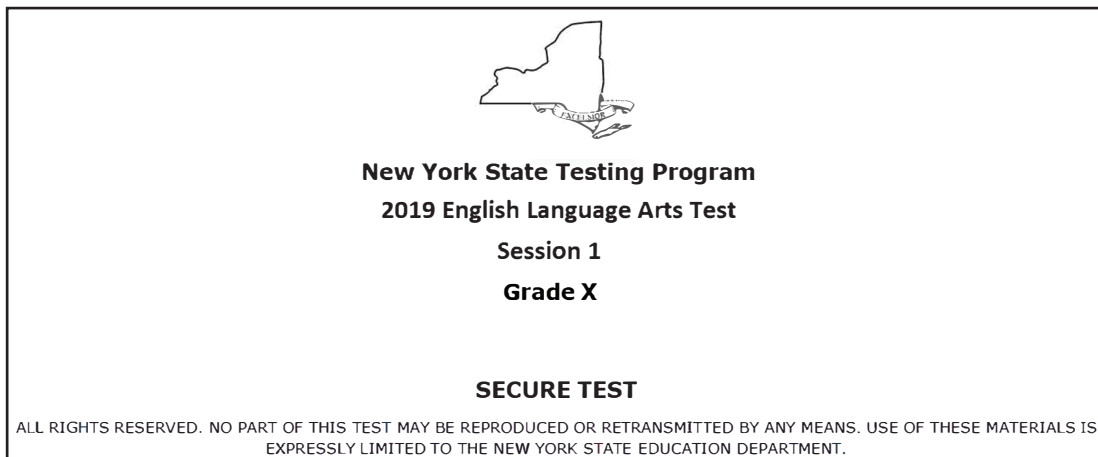 EXCELSIOR
New York State Testing Program
2019 English Language Arts Test
Session 1
Grade X
SECURE TEST
ALL RIGHTS RESERVED. NO PART OF THIS TEST MAY BE REPRODUCED OR RETRANSMITTED BY ANY MEANS. USE OF THESE MATERIALS IS
EXPRESSLY LIMITED TO THE NEW YORK STATE EDUCATION DEPARTMENT.